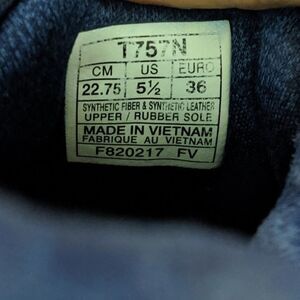 T757N
CM US EURO
22.75 5½ 36
SYNTHETIC FIBER & SYNTHETIC LEATHER
UPPER / RUBBER SOLE
MADE IN VIETNAM
FABRIQUE AU VIETNAM
F820217 FV